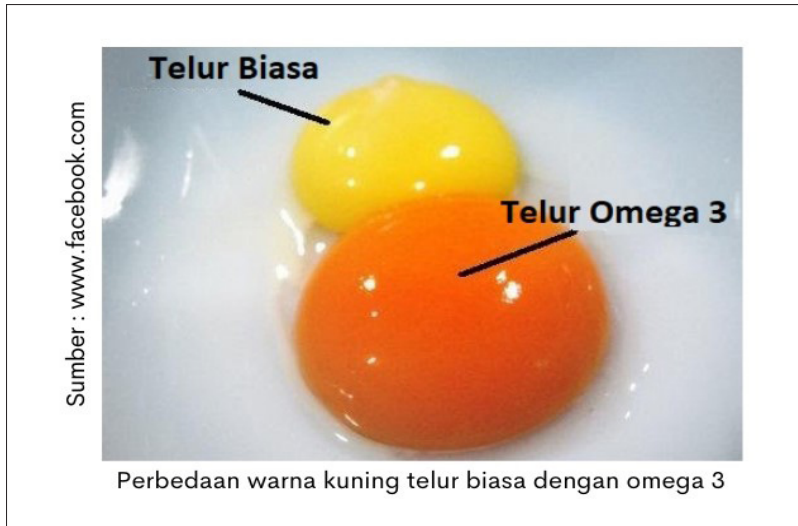 Telur Biasa
Telur Omega 3
Sumber : www.facebook.com
Perbedaan warna kuning telur biasa dengan omega 3